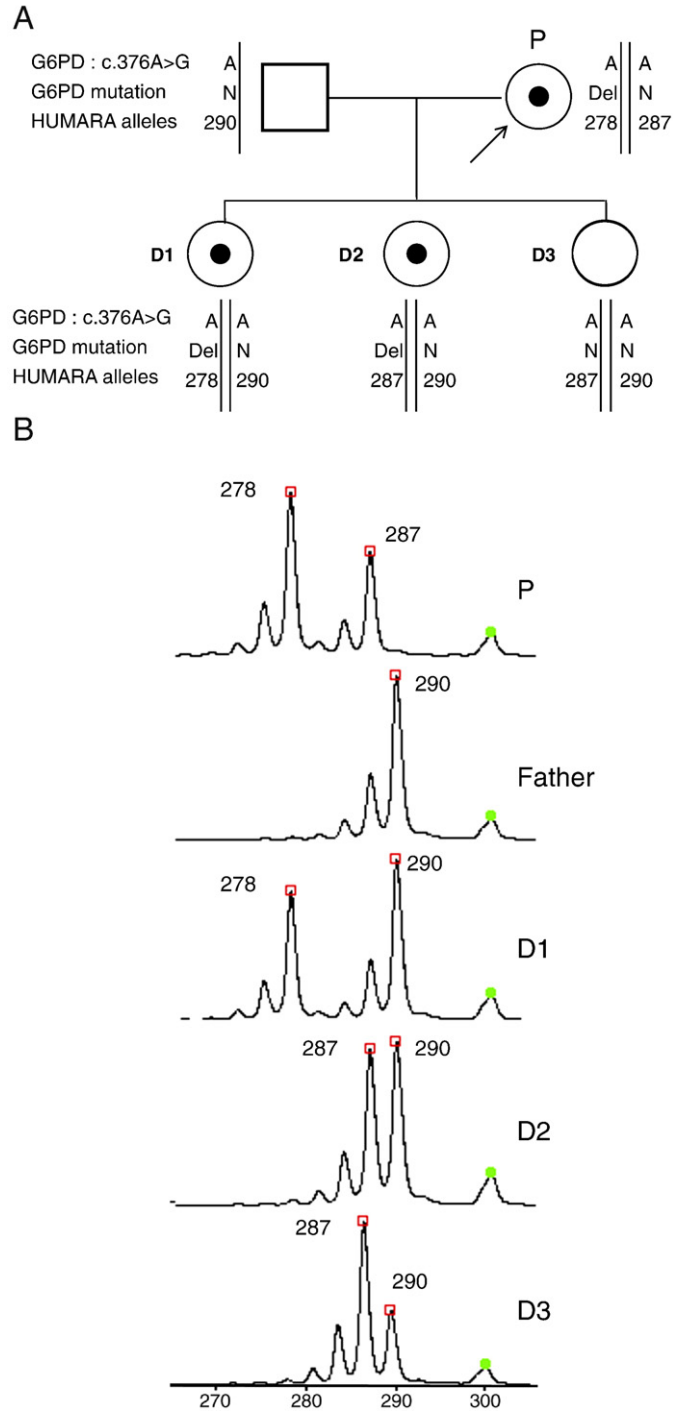 A
P
G6PD : c.376A>G A A A
G6PD mutation N Del N
HUMARA alleles 290 278 287
D1 D2 D3
G6PD : c.376A>G A A A A A A
G6PD mutation Del N Del N N N
HUMARA alleles 278 290 287 290 287 290
B
278
287
P
290
Father
278 290
D1
287 290
D2
287
290
D3
270 280 290 300